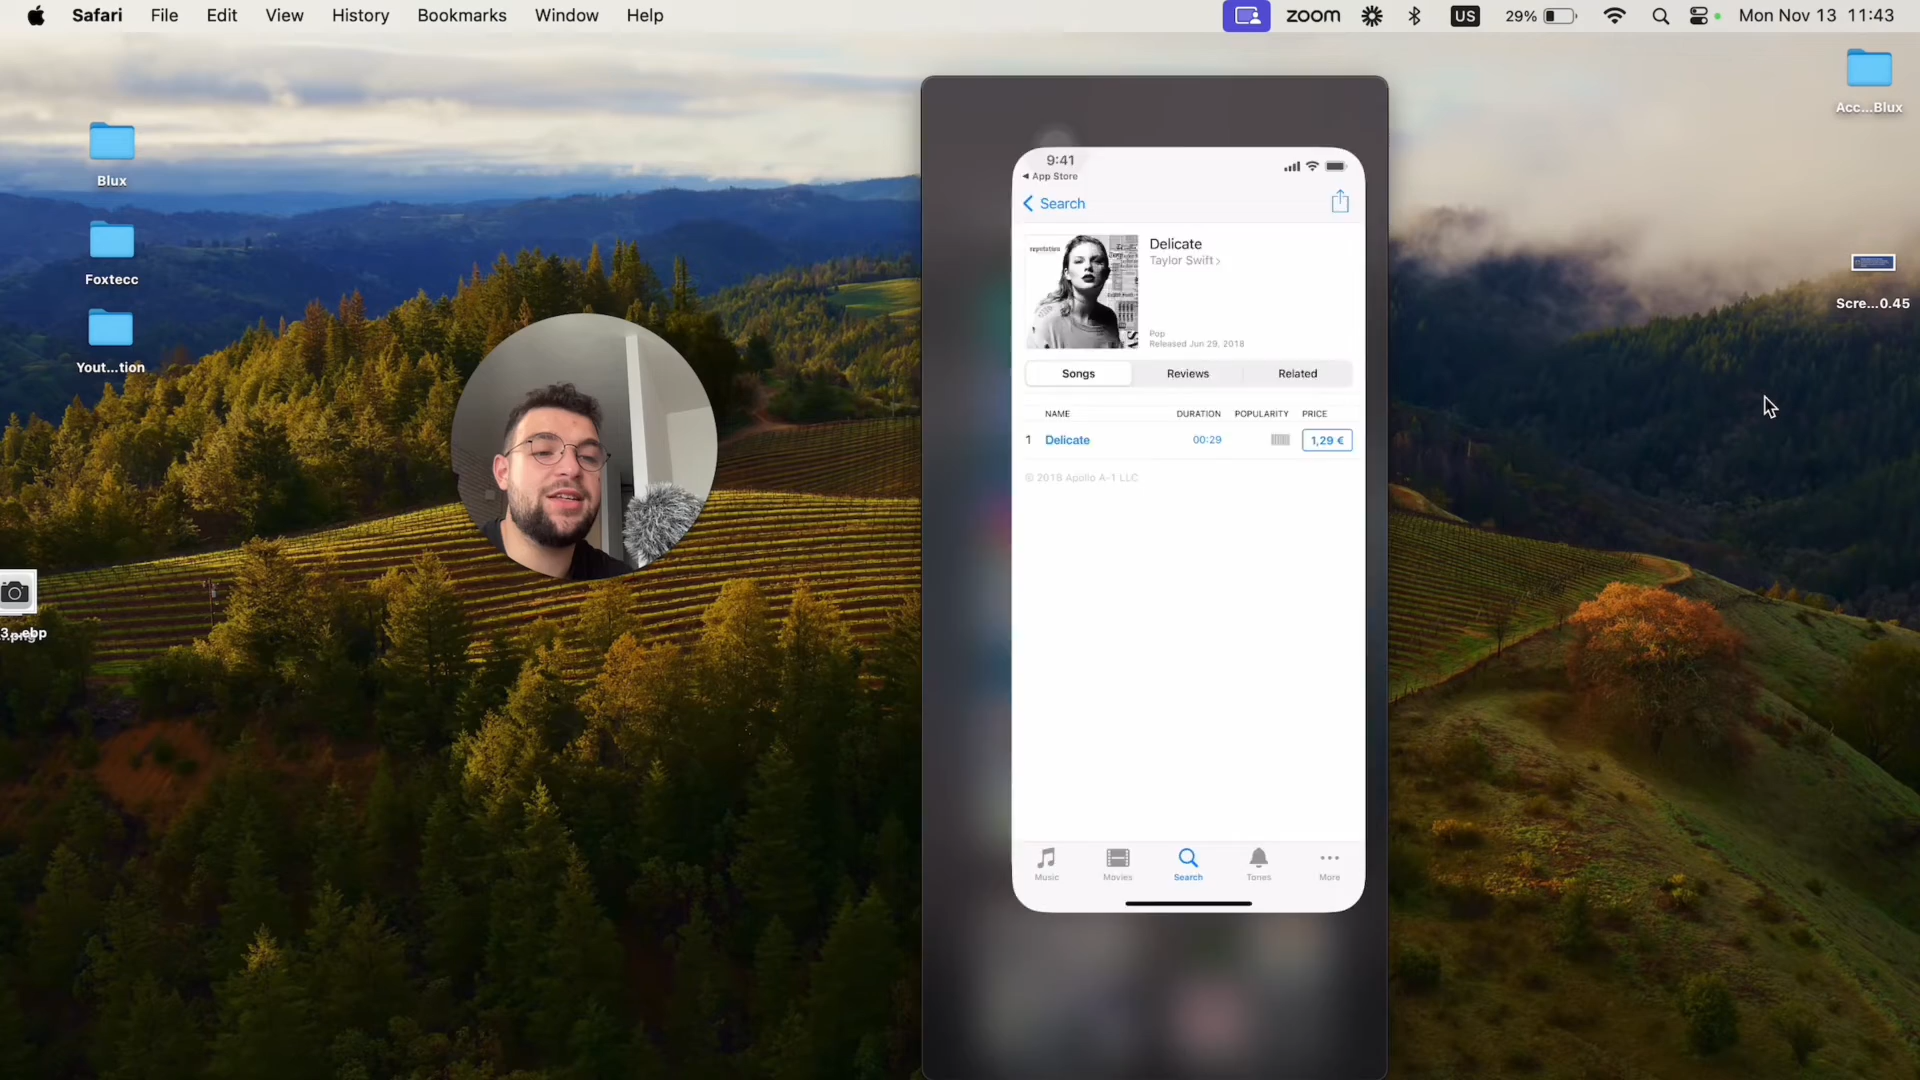 Safari File Edit View History Bookmarks Window Help zoom US 29% Mon Nov 13 11:43
Blux
Foxtecc
Yout...tion
Acc...Blux
Scre...0.45
9:41
App Store
Search
reputation
Delicate
Taylor Swift
Pop
Released Jun 29, 2018
Songs Reviews Related
NAME DURATION POPULARITY PRICE
1 Delicate 00:29 1,29 €
© 2018 Apollo A-1 LLC
Music Movies Search Tones More